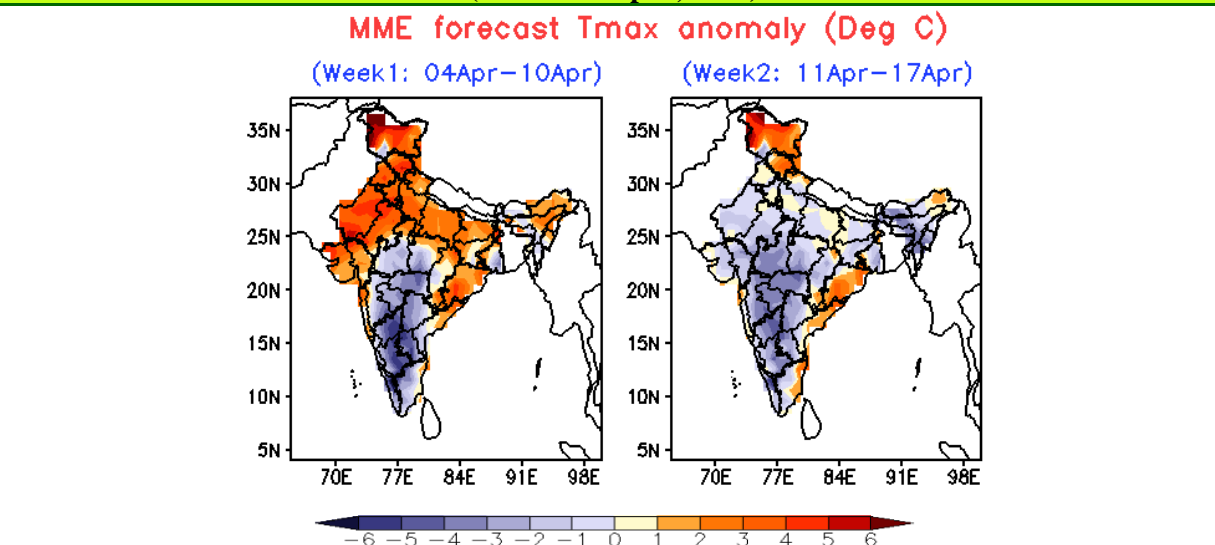 MME forecast Tmax anomaly (Deg C)
(Week1: 04Apr-10Apr) (Week2: 11Apr-17Apr)
35N 35N
30N 30N
25N 25N
20N 20N
15N 15N
10N 10N
5N 5N
70E 77E 84E 91E 98E 70E 77E 84E 91E 98E
-6 -5 -4 -3 -2 -1 0 1 2 3 4 5 6